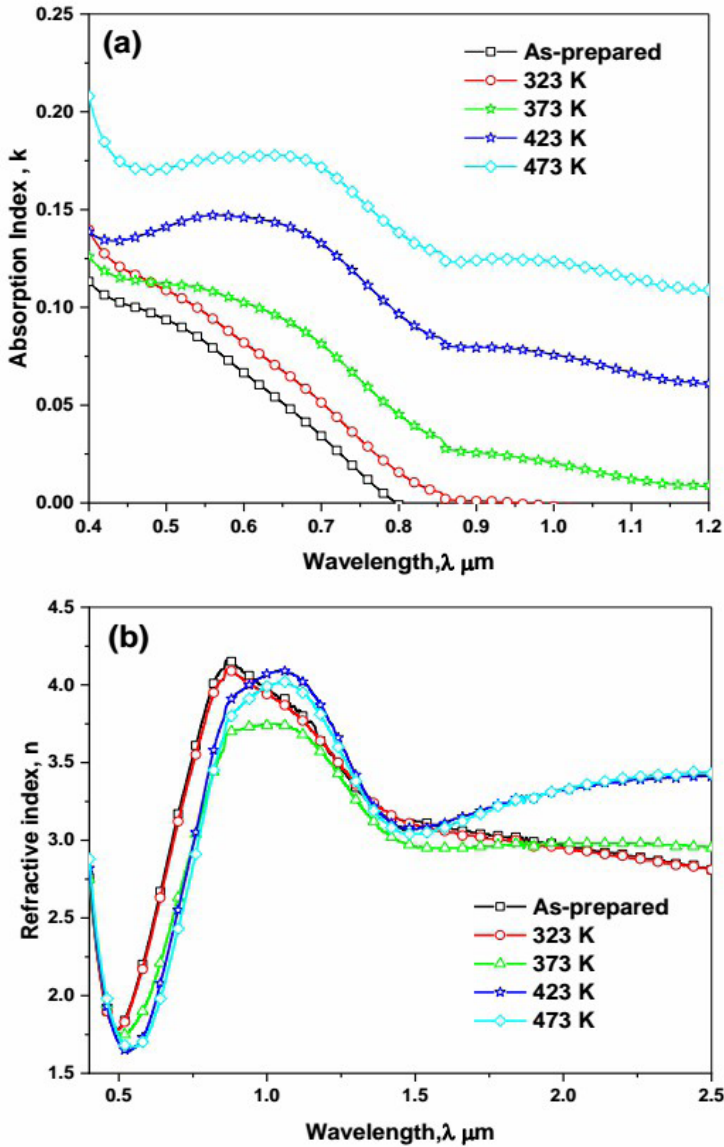 (a)
As-prepared
323 K
373 K
423 K
473 K
0.25
0.20
0.15
0.10
0.05
0.00
Absorption Index , k
0.4 0.5 0.6 0.7 0.8 0.9 1.0 1.1 1.2
Wavelength,λ μm
(b)
4.5
4.0
3.5
3.0
2.5
2.0
1.5
Refractive index, n
As-prepared
323 K
373 K
423 K
473 K
0.5 1.0 1.5 2.0 2.5
Wavelength,λ μm